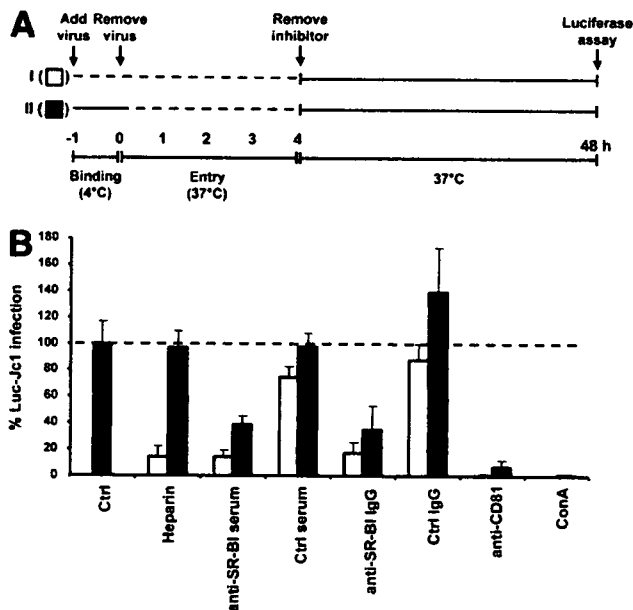 A
Add virus
Remove virus
Remove inhibitor
Luciferase assay
I (□)
II (■)
-1 0 1 2 3 4 48 h
Binding (4°C)
Entry (37°C)
37°C
B
% Luc-Jc1 infection
180
160
140
120
100
80
60
40
20
0
Ctrl
Heparin
anti-SR-BI serum
Ctrl serum
anti-SR-BI IgG
Ctrl IgG
anti-CD81
ConA